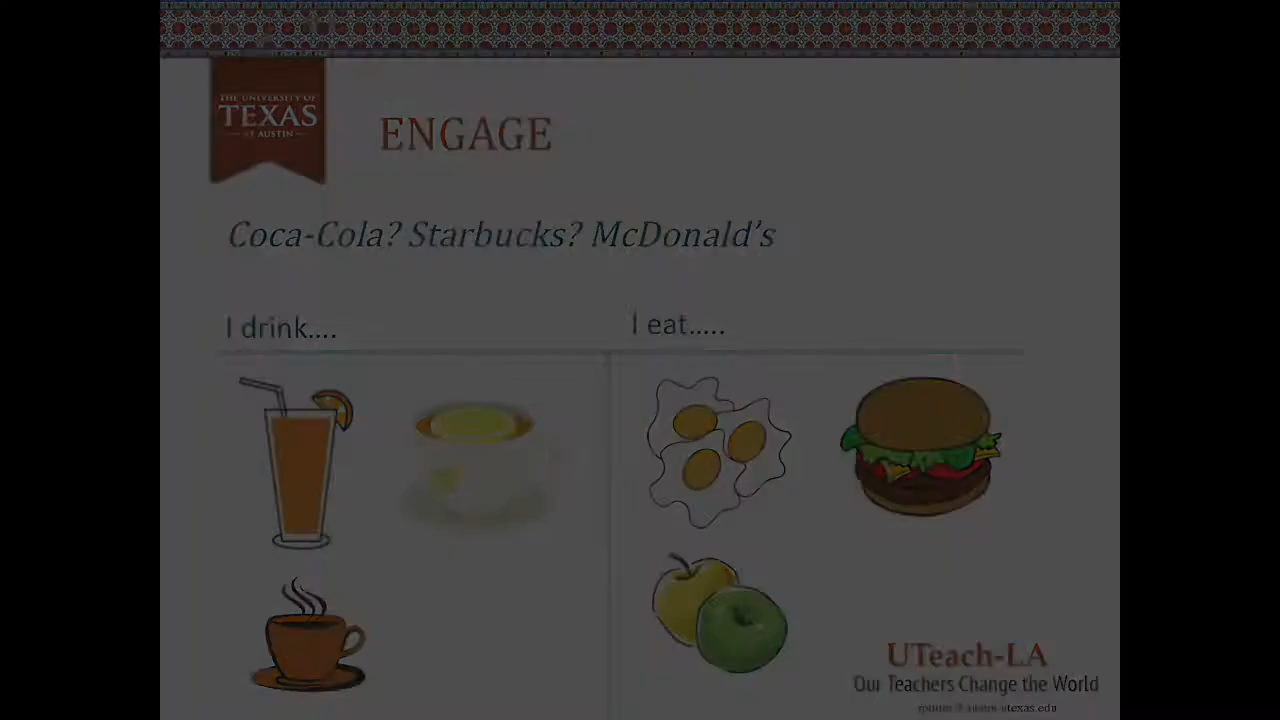 THE UNIVERSITY OF
TEXAS
AT AUSTIN
ENGAGE
Coca-Cola? Starbucks? McDonald’s
I drink....
I eat.....
UTeach-LA
Our Teachers Change the World